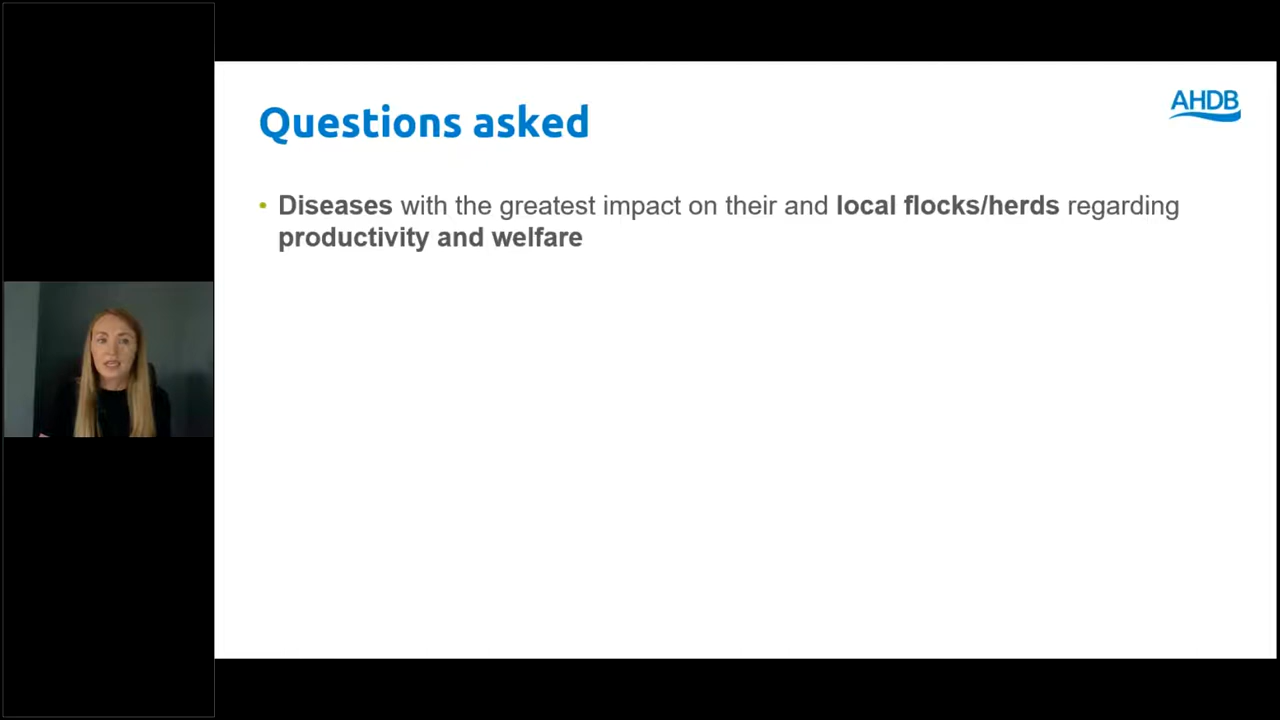 Questions asked
AHDB
• Diseases with the greatest impact on their and local flocks/herds regarding
productivity and welfare